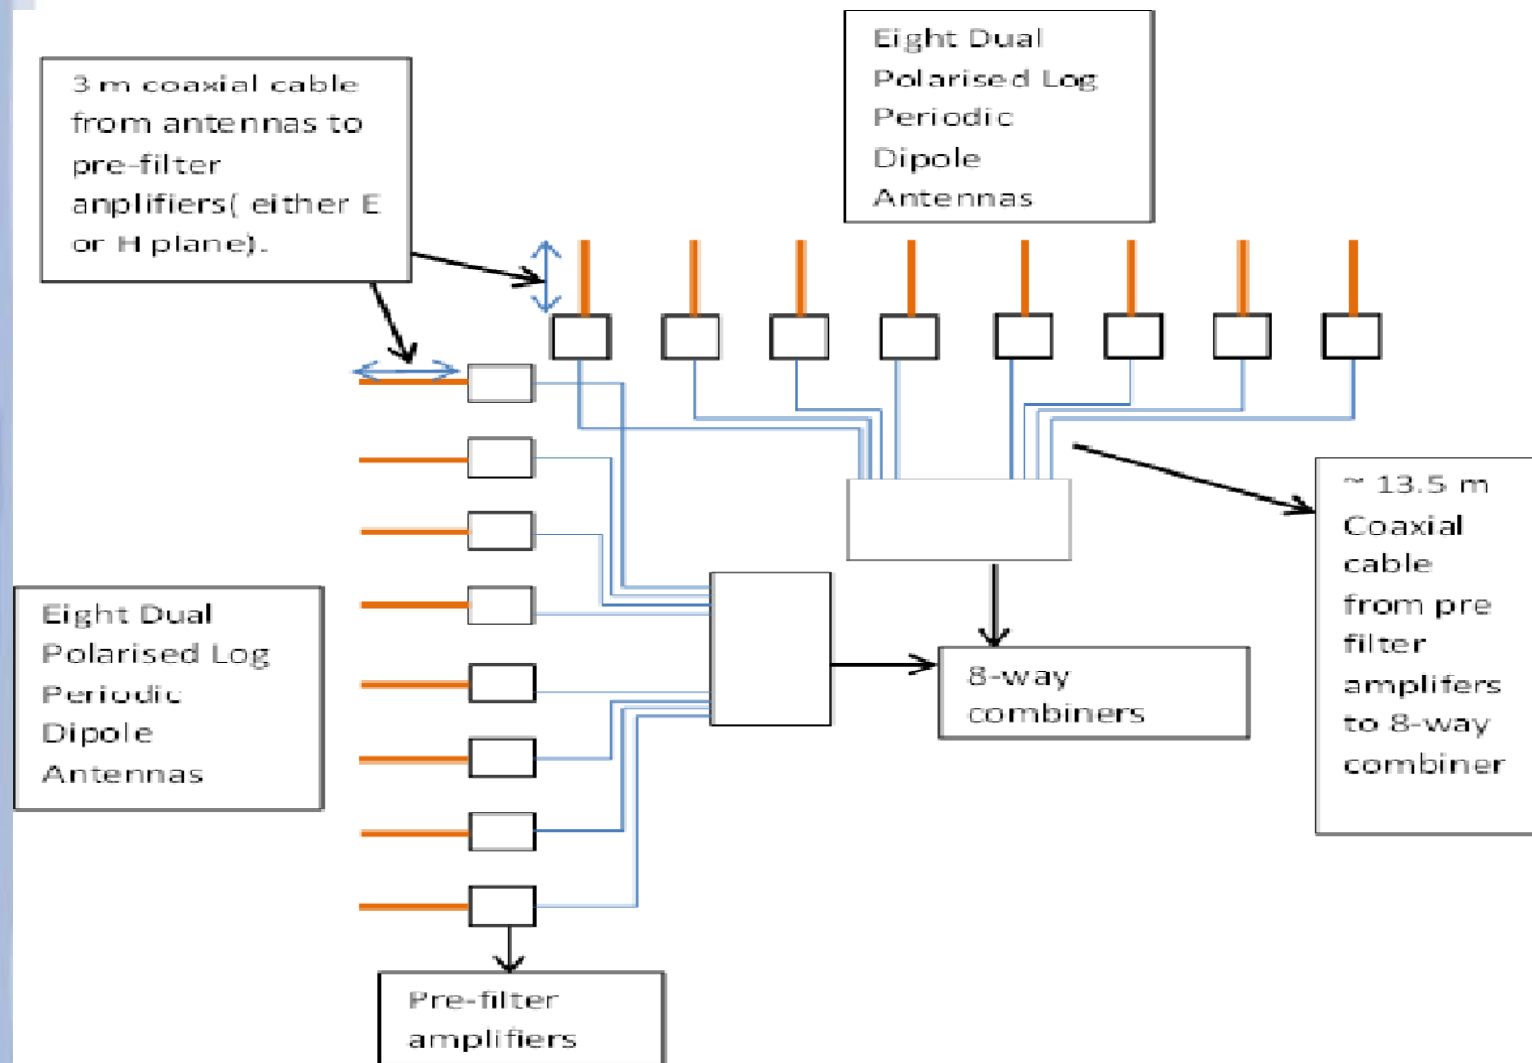 3 m coaxial cable
from antennas to
pre-filter
anplifiers( either E
or H plane).
Eight Dual
Polarised Log
Periodic
Dipole
Antennas
~ 13.5 m
Coaxial
cable
from pre
filter
amplifers
to 8-way
combiner
Eight Dual
Polarised Log
Periodic
Dipole
Antennas
8-way
combiners
Pre-filter
amplifiers